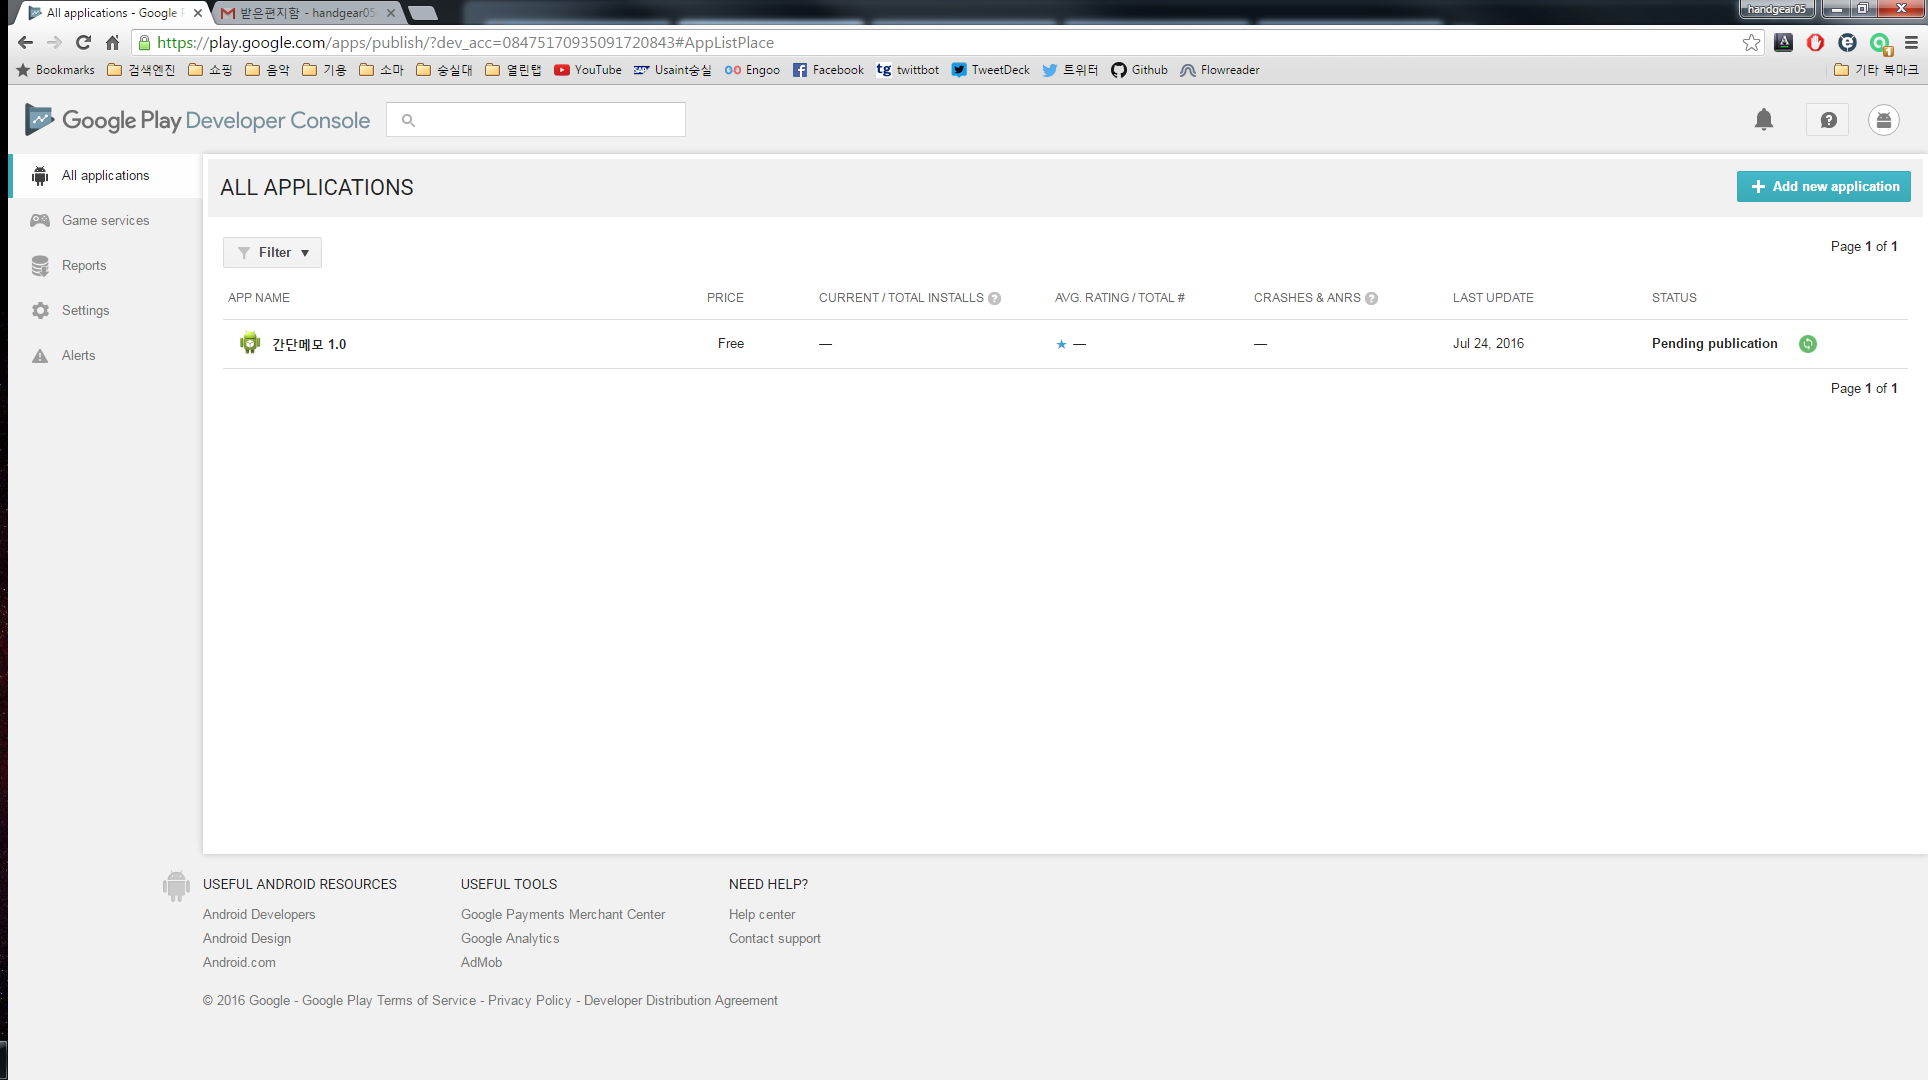 All applications - Google P
받은편지함 - handgear05
handgear05
https://play.google.com/apps/publish/?dev_acc=08475170935091720843#AppListPlace
Bookmarks 검색엔진 쇼핑 음악 기용 소마 숭실대 열린탭 YouTube Usaint숭실 Engoo Facebook twittbot TweetDeck 트위터 Github Flowreader 기타 북마크
Google Play Developer Console
All applications
Game services
Reports
Settings
Alerts
ALL APPLICATIONS
Add new application
Filter
Page 1 of 1
APP NAME PRICE CURRENT / TOTAL INSTALLS AVG. RATING / TOTAL # CRASHES & ANRS LAST UPDATE STATUS
간단메모 1.0 Free — — — Jul 24, 2016 Pending publication
Page 1 of 1
USEFUL ANDROID RESOURCES
Android Developers
Android Design
Android.com
USEFUL TOOLS
Google Payments Merchant Center
Google Analytics
AdMob
NEED HELP?
Help center
Contact support
© 2016 Google - Google Play Terms of Service - Privacy Policy - Developer Distribution Agreement